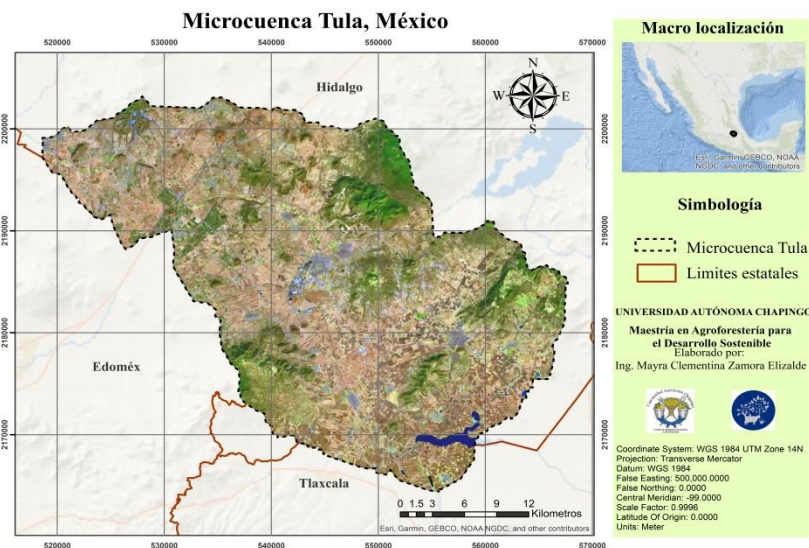 Microcuenca Tula, México
520000 530000 540000 550000 560000 570000
Hidalgo
N
W E
S
2200000 2200000
2190000 2190000
2180000 2180000
Edoméx
2170000 2170000
Tlaxcala
0 1.5 3 6 9 12
Kilometros
Esri, Garmin, GEBCO, NOAA NGDC, and other contributors
520000 530000 540000 550000 560000 570000
Macro localización
Esri, Garmin, GEBCO, NOAA
NGDC, and other contributors
Simbología
Microcuenca Tula
Limites estatales
UNIVERSIDAD AUTÓNOMA CHAPINGO
Maestría en Agroforestería para
el Desarrollo Sostenible
Elaborado por:
Ing. Mayra Clementina Zamora Elizalde
Coordinate System: WGS 1984 UTM Zone 14N
Projection: Transverse Mercator
Datum: WGS 1984
False Easting: 500,000.0000
False Northing: 0.0000
Central Meridian: -99.0000
Scale Factor: 0.9996
Latitude Of Origin: 0.0000
Units: Meter